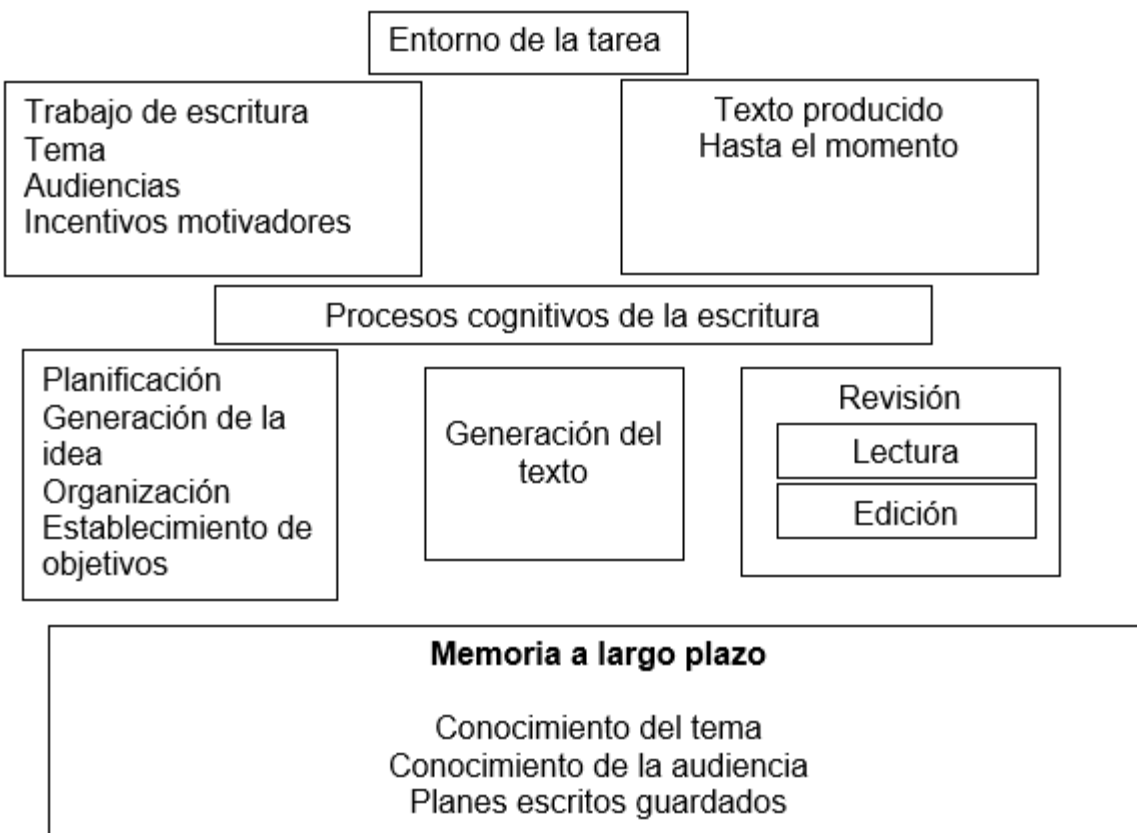 Entorno de la tarea
Trabajo de escritura
Tema
Audiencias
Incentivos motivadores
Texto producido
Hasta el momento
Procesos cognitivos de la escritura
Planificación
Generación de la
idea
Organización
Establecimiento de
objetivos
Generación del
texto
Revisión
Lectura
Edición
Memoria a largo plazo
Conocimiento del tema
Conocimiento de la audiencia
Planes escritos guardados